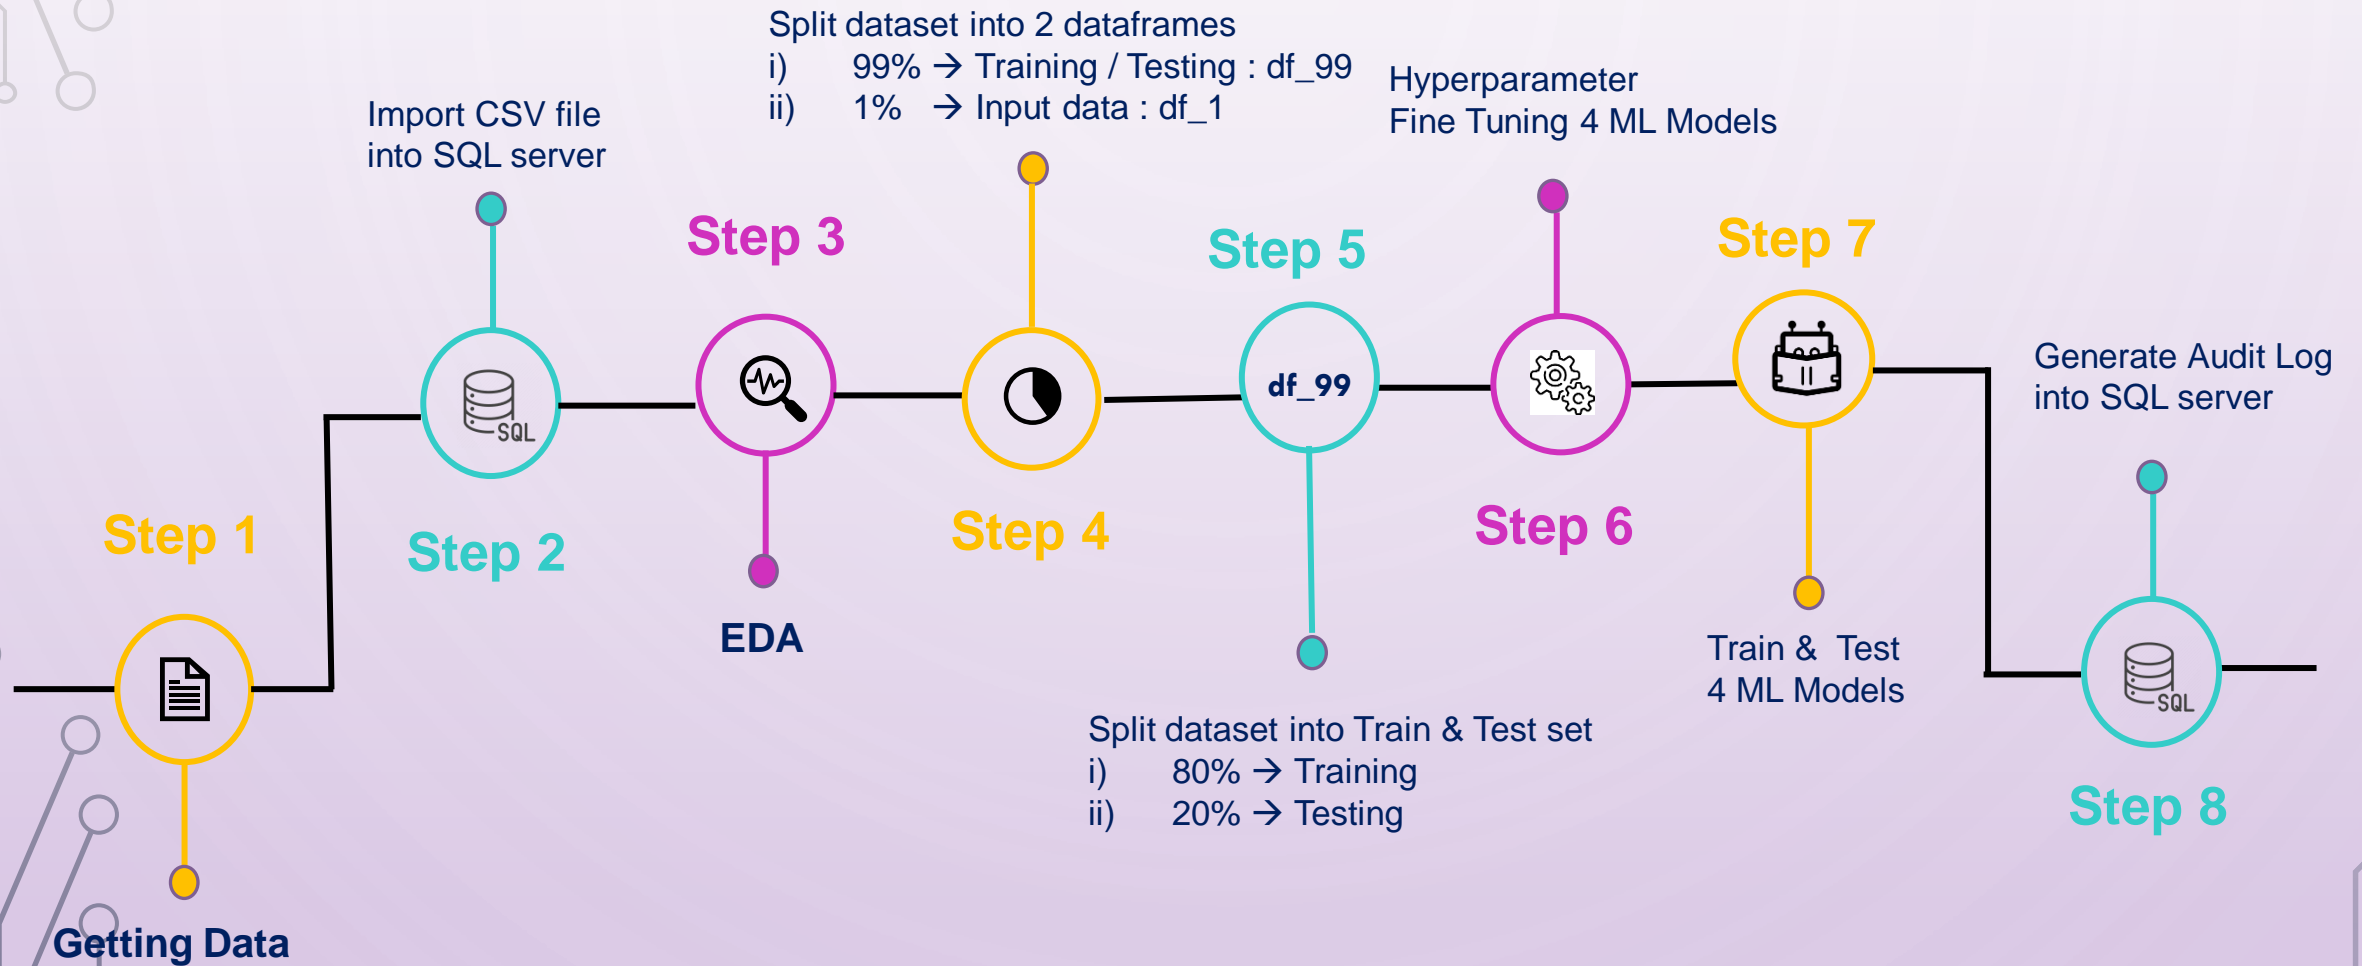 Split dataset into 2 dataframes
i) 99% → Training / Testing : df_99
ii) 1% → Input data : df_1
Hyperparameter
Fine Tuning 4 ML Models
Import CSV file
into SQL server
Step 3
Step 5
Step 7
df_99
SQL
Generate Audit Log
into SQL server
Step 1
Step 2
Step 4
Step 6
EDA
Train & Test
4 ML Models
SQL
Split dataset into Train & Test set
i) 80% → Training
ii) 20% → Testing
Step 8
Getting Data